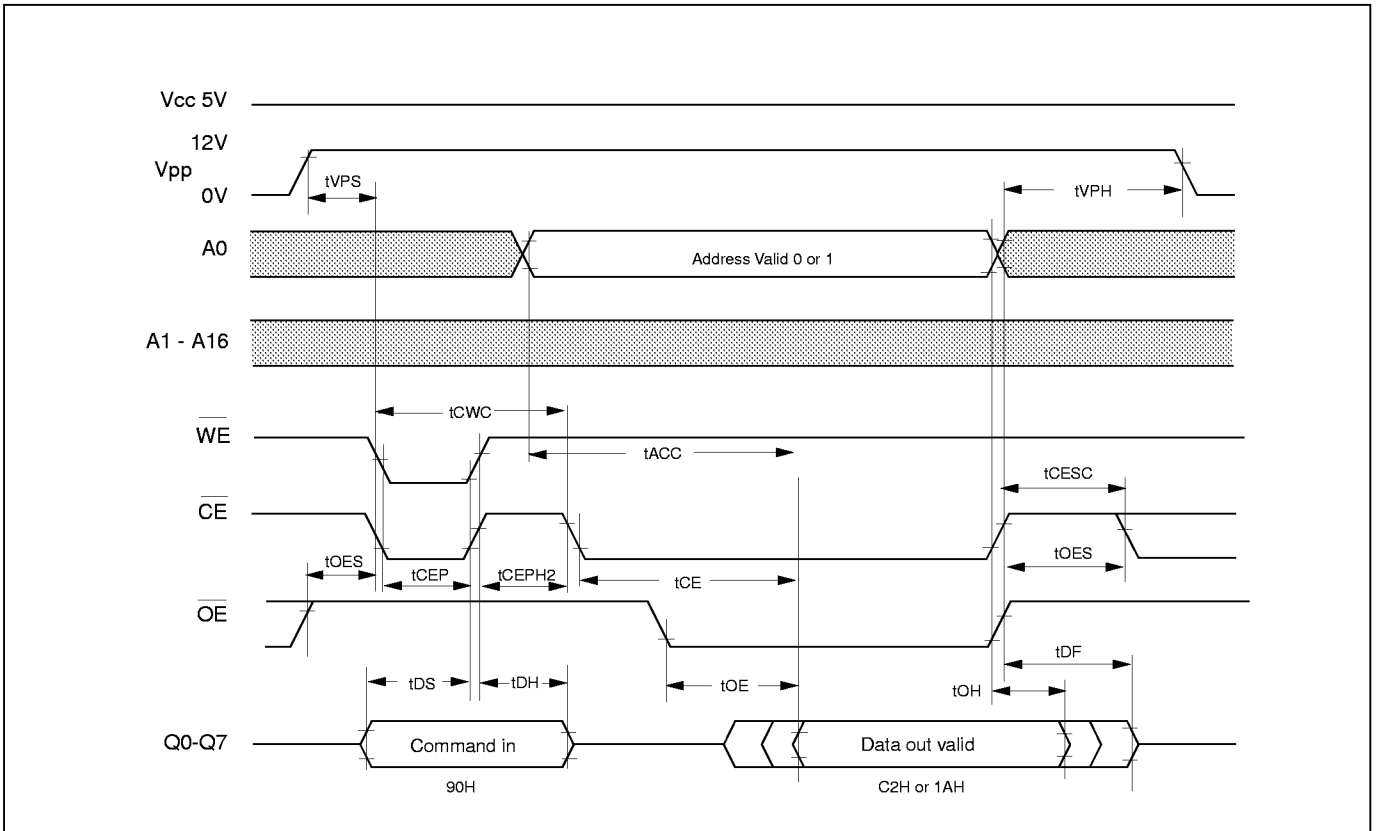 Vcc 5V
12V
Vpp
0V
tVPS
tVPH
A0
Address Valid 0 or 1
A1 - A16
tCWC
WE
tACC
tCESC
CE
tOES
tCEP
tCEPH2
tCE
tOES
OE
tDS
tDH
tOE
tOH
tDF
Q0-Q7
Command in
Data out valid
90H
C2H or 1AH